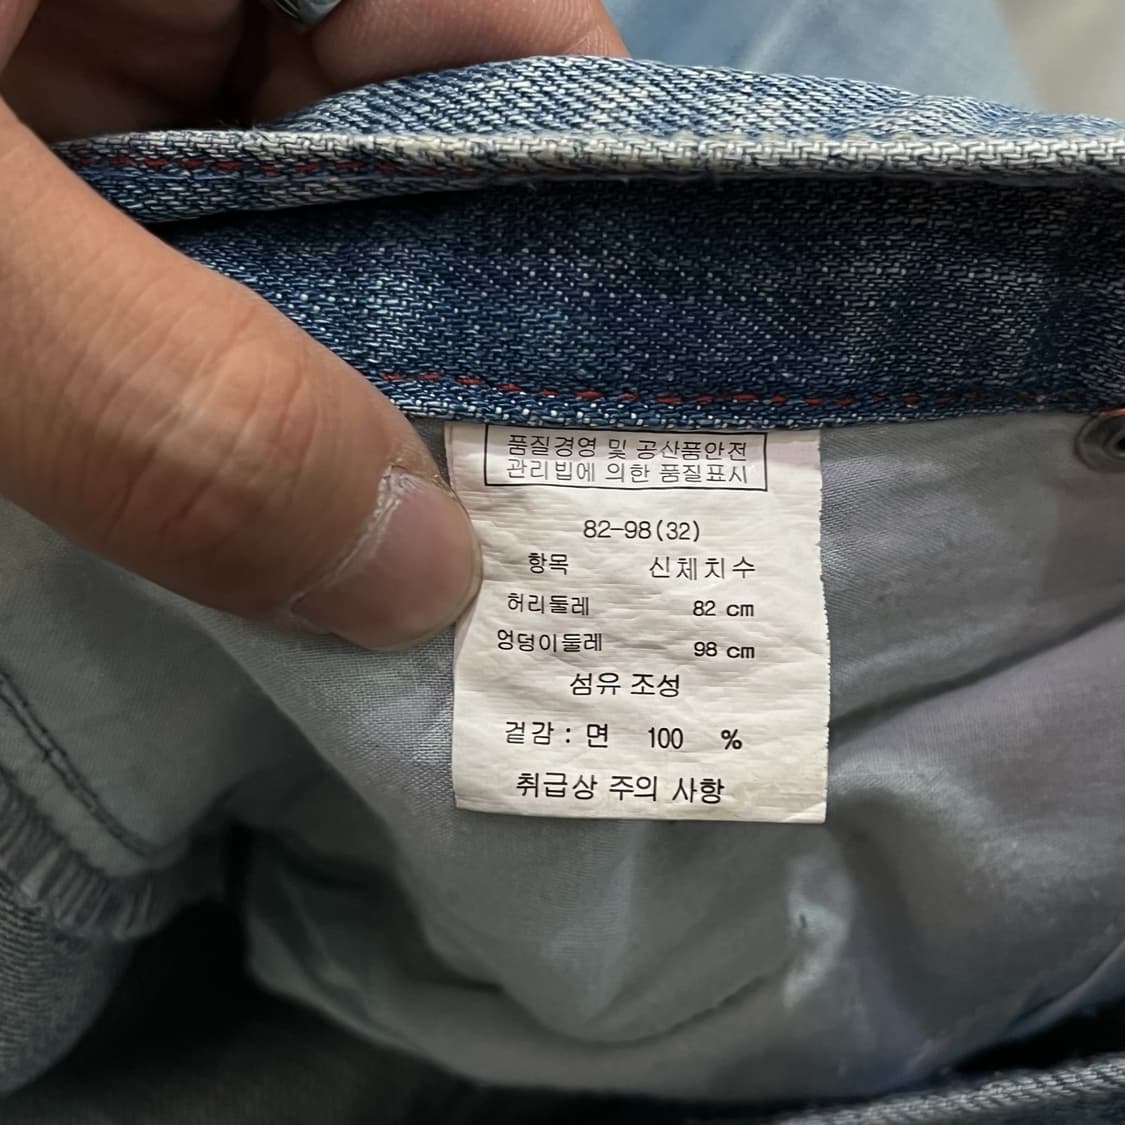 품질경영 및 공산품안전
관리법에 의한 품질표시
82-98(32)
항목 신체치수
허리둘레 82 cm
엉덩이둘레 98 cm
섬유 조성
겉감 : 면 100 %
취급상 주의 사항